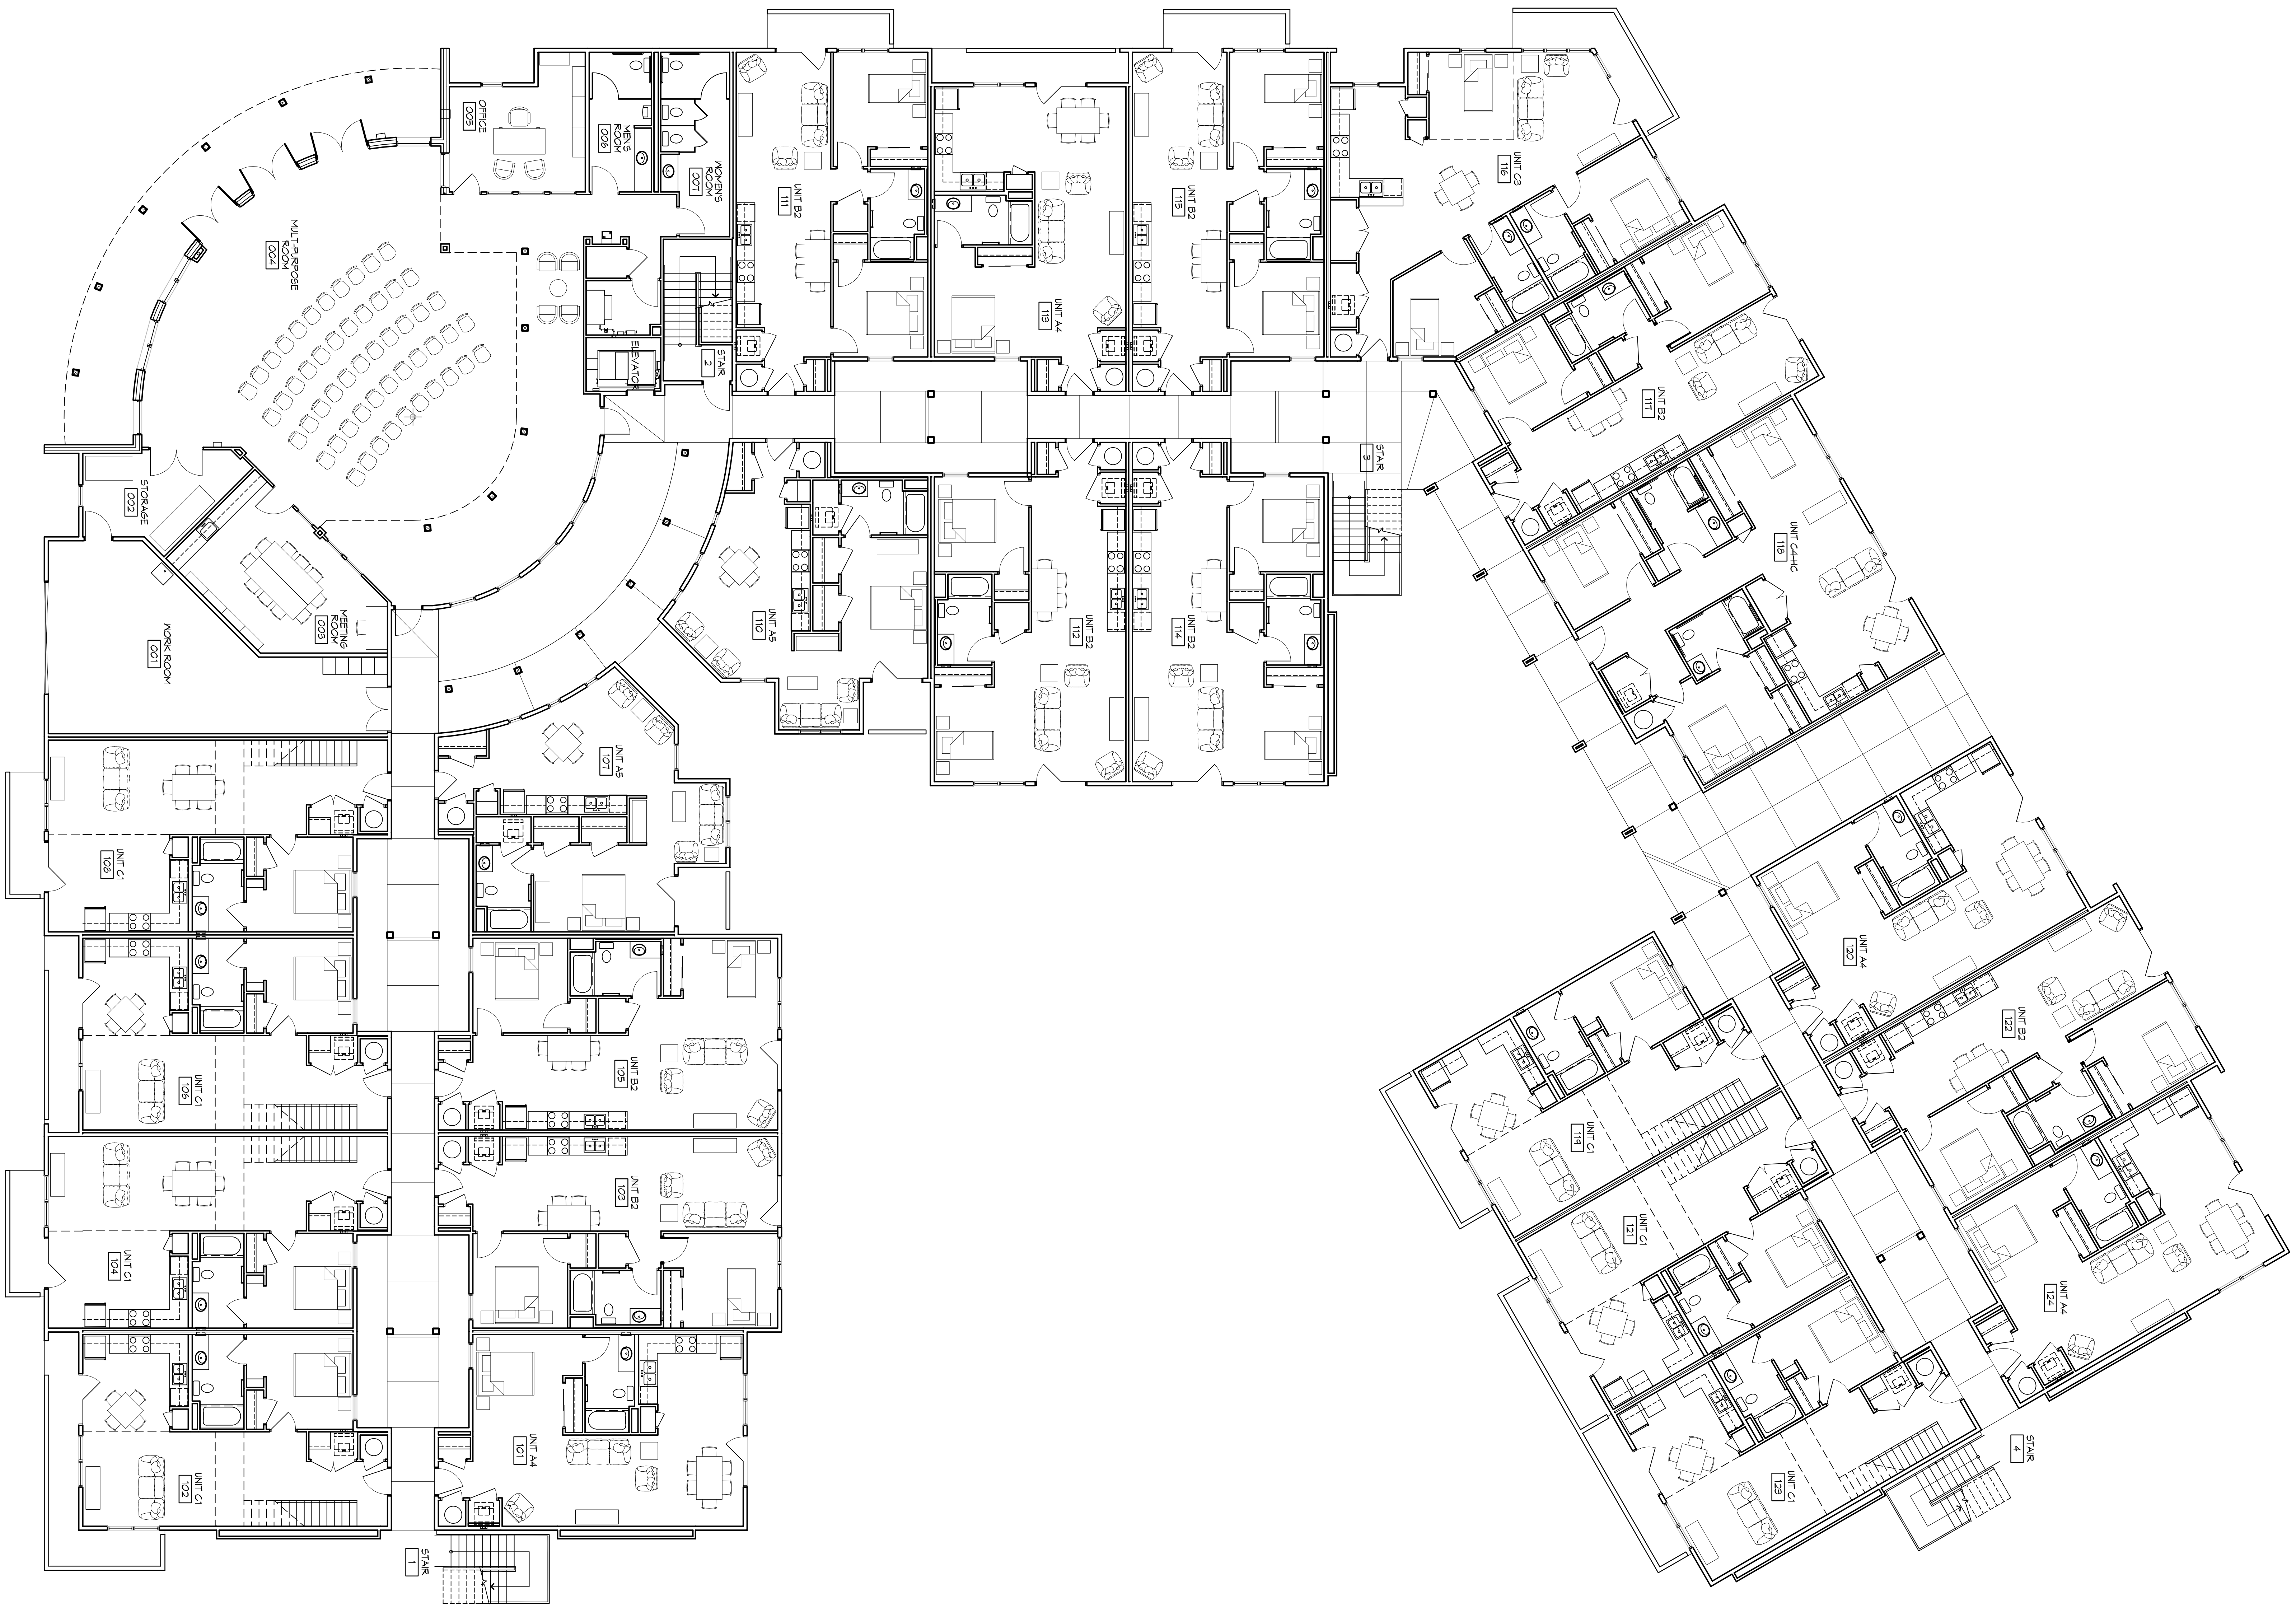 OFFICE
005
MEN'S
ROOM
006
WOMEN'S
ROOM
007
MULTI-PURPOSE
ROOM
004
ELEVATOR
STAIR
2
STORAGE
002
MEETING
ROOM
003
WORK ROOM
001
UNIT B2
111
UNIT A4
113
UNIT B2
115
UNIT C3
116
UNIT B2
117
UNIT C4-HC
118
STAIR
3
UNIT A5
110
UNIT B2
112
UNIT B2
114
UNIT A5
107
UNIT C1
108
UNIT C1
106
UNIT B2
105
UNIT B2
103
UNIT C1
104
UNIT A4
101
UNIT C1
102
STAIR
1
UNIT A4
120
UNIT B2
122
UNIT C1
119
UNIT C1
121
UNIT A4
124
UNIT C1
123
STAIR
4